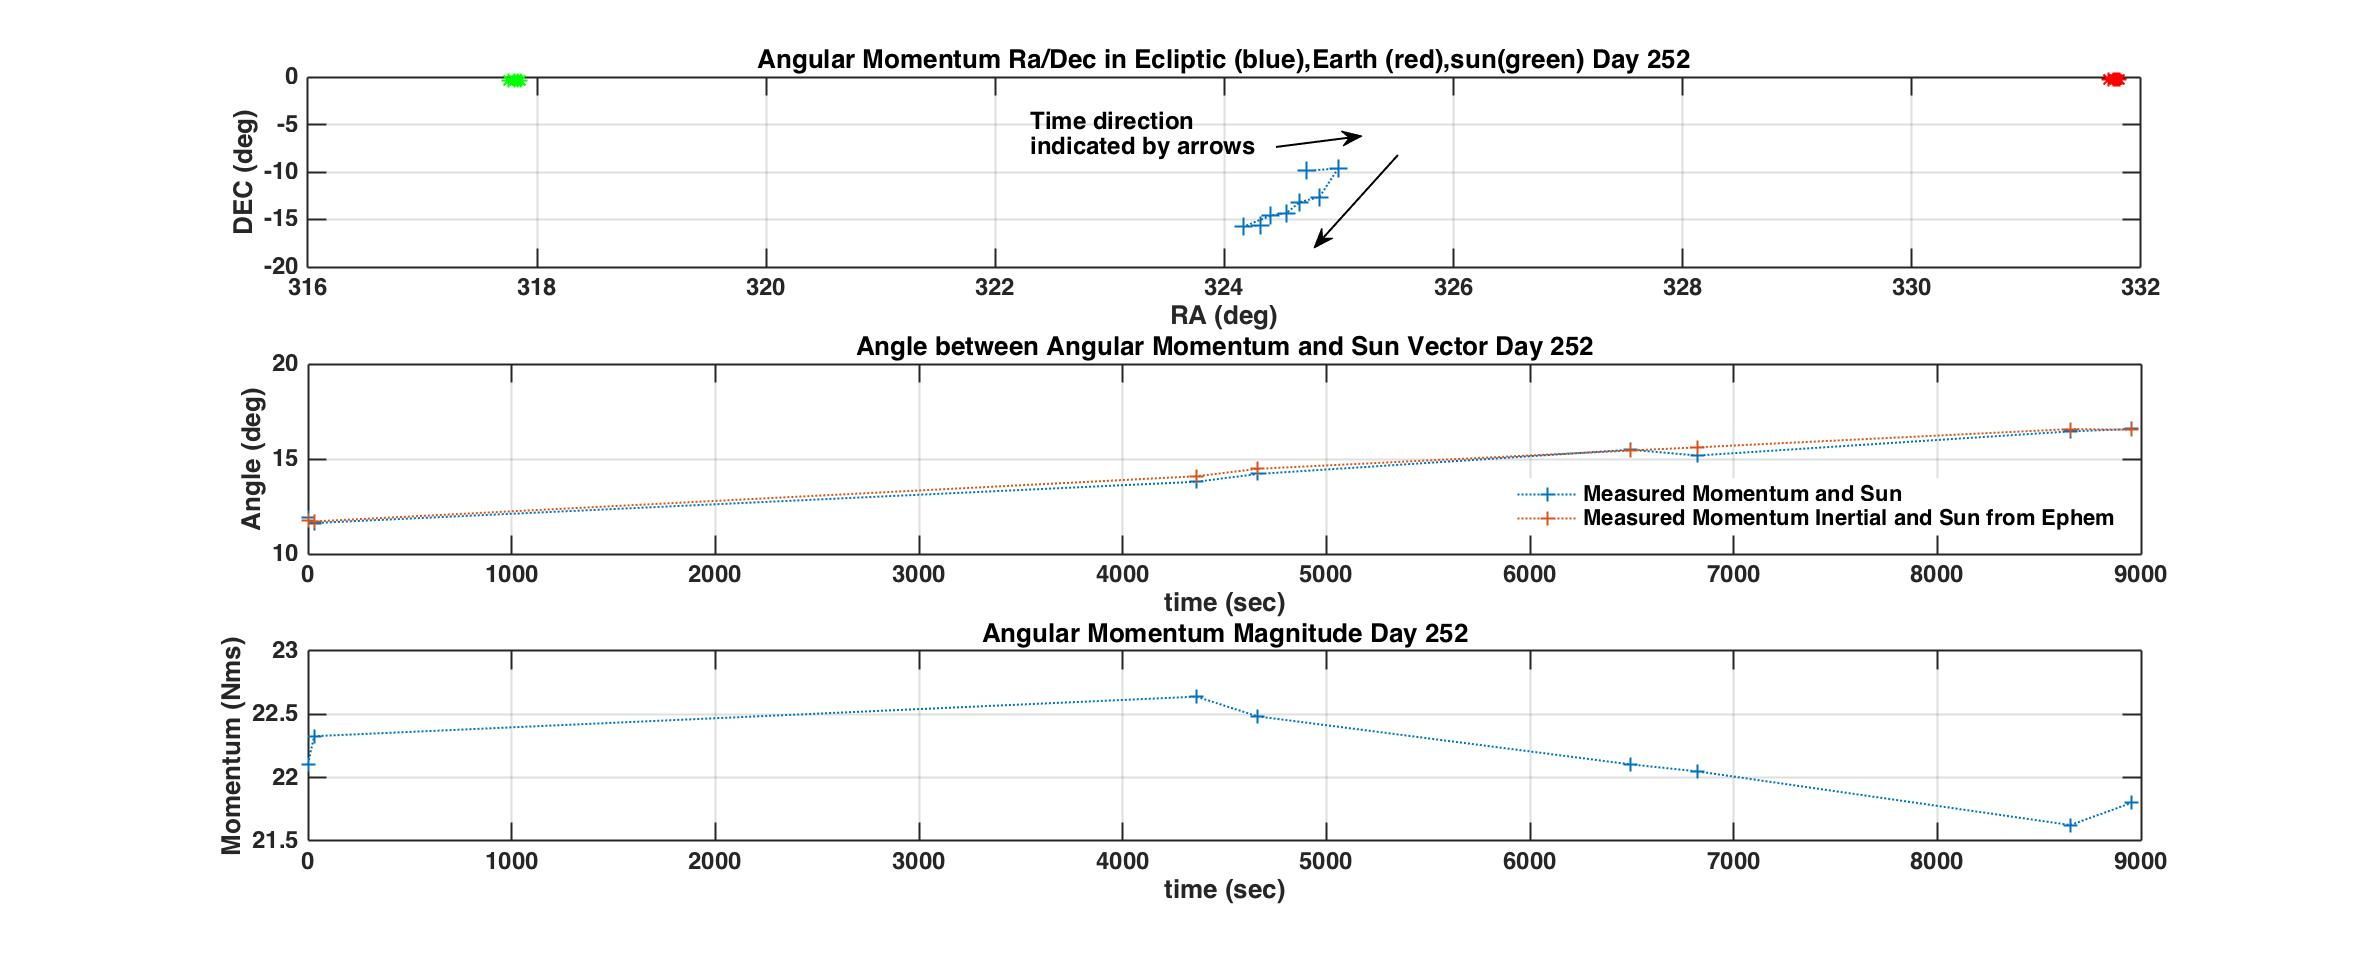 Angular Momentum Ra/Dec in Ecliptic (blue),Earth (red),sun(green) Day 252
DEC (deg)
0
-5
-10
-15
-20
Time direction
indicated by arrows
316 318 320 322 324 326 328 330 332
RA (deg)
Angle between Angular Momentum and Sun Vector Day 252
Angle (deg)
20
15
10
Measured Momentum and Sun
Measured Momentum Inertial and Sun from Ephem
0 1000 2000 3000 4000 5000 6000 7000 8000 9000
time (sec)
Angular Momentum Magnitude Day 252
Momentum (Nms)
23
22.5
22
21.5
0 1000 2000 3000 4000 5000 6000 7000 8000 9000
time (sec)